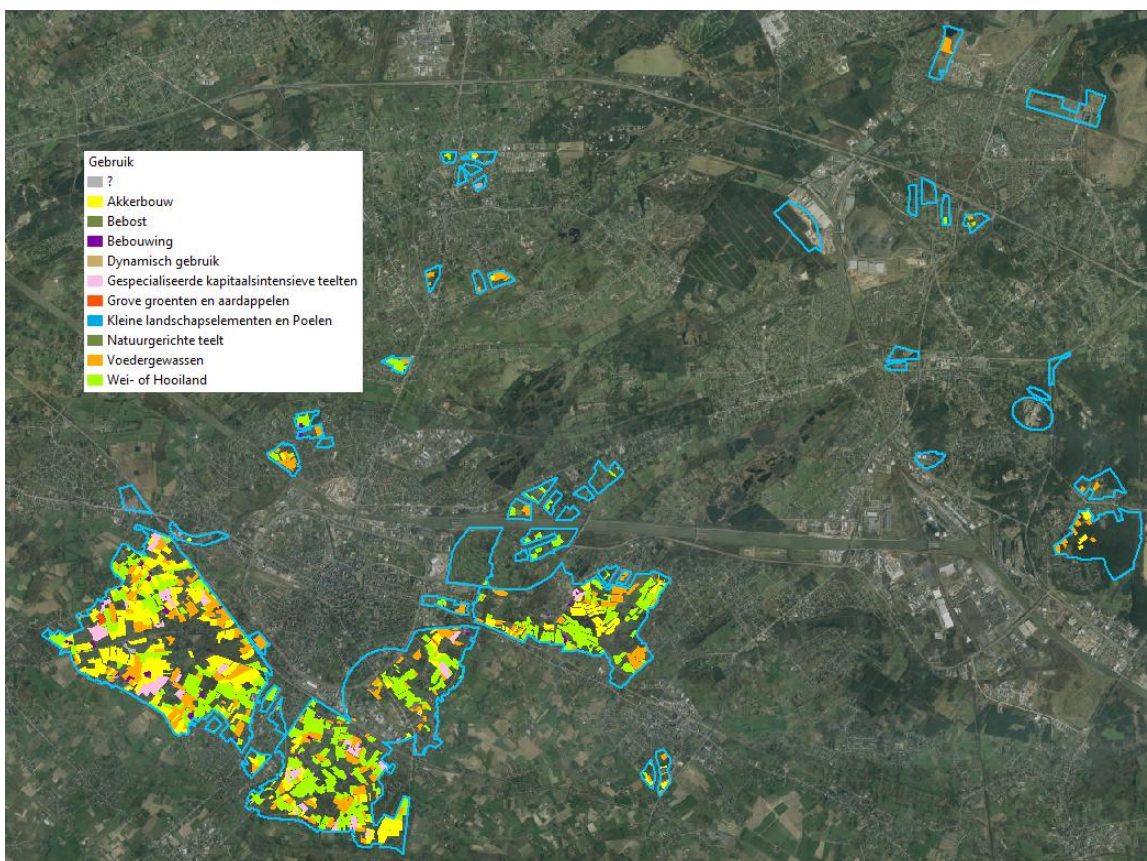 Gebruik
?
Akkerbouw
Bebost
Bebouwing
Dynamisch gebruik
Gespecialiseerde kapitaalsintensieve teelten
Grove groenten en aardappelen
Kleine landschapselementen en Poelen
Natuurgerichte teelt
Voedergewassen
Wei- of Hooiland